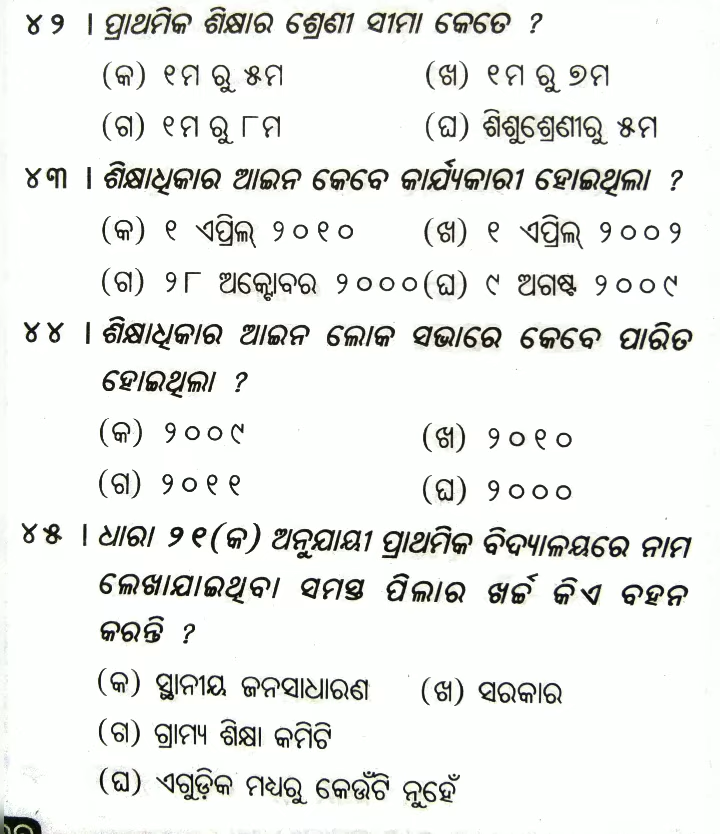 ୪୨ । ପ୍ରାଥମିକ ଶିକ୍ଷାର ଶ୍ରେଣୀ ସୀମା କେତେ ?
(କ) ୧ମ ରୁ ୫ମ (ଖ) ୧ମ ରୁ ୭ମ
(ଗ) ୧ମ ରୁ ୮ମ (ଘ) ଶିଶୁଶ୍ରେଣୀରୁ ୫ମ
୪୩ । ଶିକ୍ଷାଧିକାର ଆଇନ କେବେ କାର୍ଯ୍ୟକାରୀ ହୋଇଥିଲା ?
(କ) ୧ ଏପ୍ରିଲ୍ ୨୦୧୦ (ଖ) ୧ ଏପ୍ରିଲ୍ ୨୦୦୨
(ଗ) ୨୮ ଅକ୍ଟୋବର ୨୦୦୦ (ଘ) ୯ ଅଗଷ୍ଟ ୨୦୦୯
୪୪ । ଶିକ୍ଷାଧିକାର ଆଇନ ଲୋକ ସଭାରେ କେବେ ପାରିତ
ହୋଇଥିଲା ?
(କ) ୨୦୦୯ (ଖ) ୨୦୧୦
(ଗ) ୨୦୧୧ (ଘ) ୨୦୦୦
୪୫ । ଧାରା ୨୧(କ) ଅନୁଯାୟୀ ପ୍ରାଥମିକ ବିଦ୍ୟାଳୟରେ ନାମ
ଲେଖାଯାଇଥିବା ସମସ୍ତ ପିଲାର ଖର୍ଚ୍ଚ କିଏ ବହନ
କରନ୍ତି ?
(କ) ସ୍ଥାନୀୟ ଜନସାଧାରଣ (ଖ) ସରକାର
(ଗ) ଗ୍ରାମ୍ୟ ଶିକ୍ଷା କମିଟି
(ଘ) ଏଗୁଡ଼ିକ ମଧ୍ୟରୁ କେଉଁଟି ନୁହେଁ